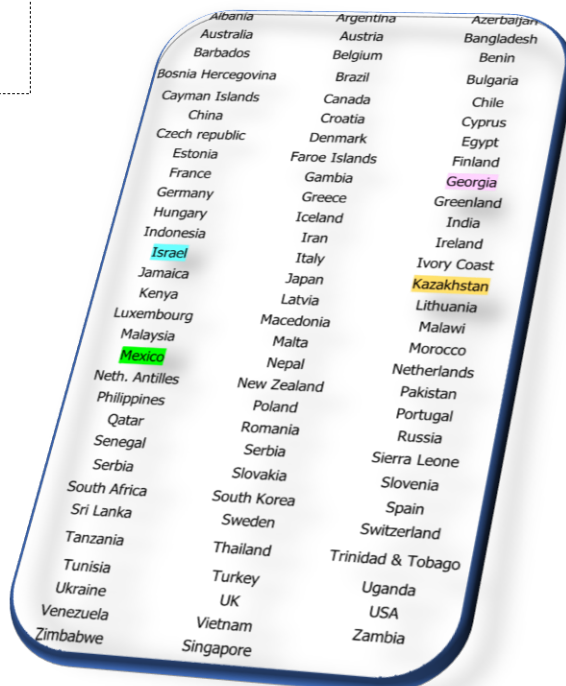 Albania Argentina Azerbaijan
Australia Austria Bangladesh
Barbados Belgium Benin
Bosnia Hercegovina Brazil Bulgaria
Cayman Islands Canada Chile
China Croatia Cyprus
Czech republic Denmark Egypt
Estonia Faroe Islands Finland
France Gambia Georgia
Germany Greece Greenland
Hungary Iceland India
Indonesia Iran Ireland
Israel Italy Ivory Coast
Jamaica Japan Kazakhstan
Kenya Latvia Lithuania
Luxembourg Macedonia Malawi
Malaysia Malta Morocco
Mexico Nepal Netherlands
Neth. Antilles New Zealand Pakistan
Philippines Poland Portugal
Qatar Romania Russia
Senegal Serbia Sierra Leone
Serbia Slovakia Slovenia
South Africa South Korea Spain
Sri Lanka Sweden Switzerland
Tanzania Thailand Trinidad & Tobago
Tunisia Turkey Uganda
Ukraine UK USA
Venezuela Vietnam Zambia
Zimbabwe Singapore